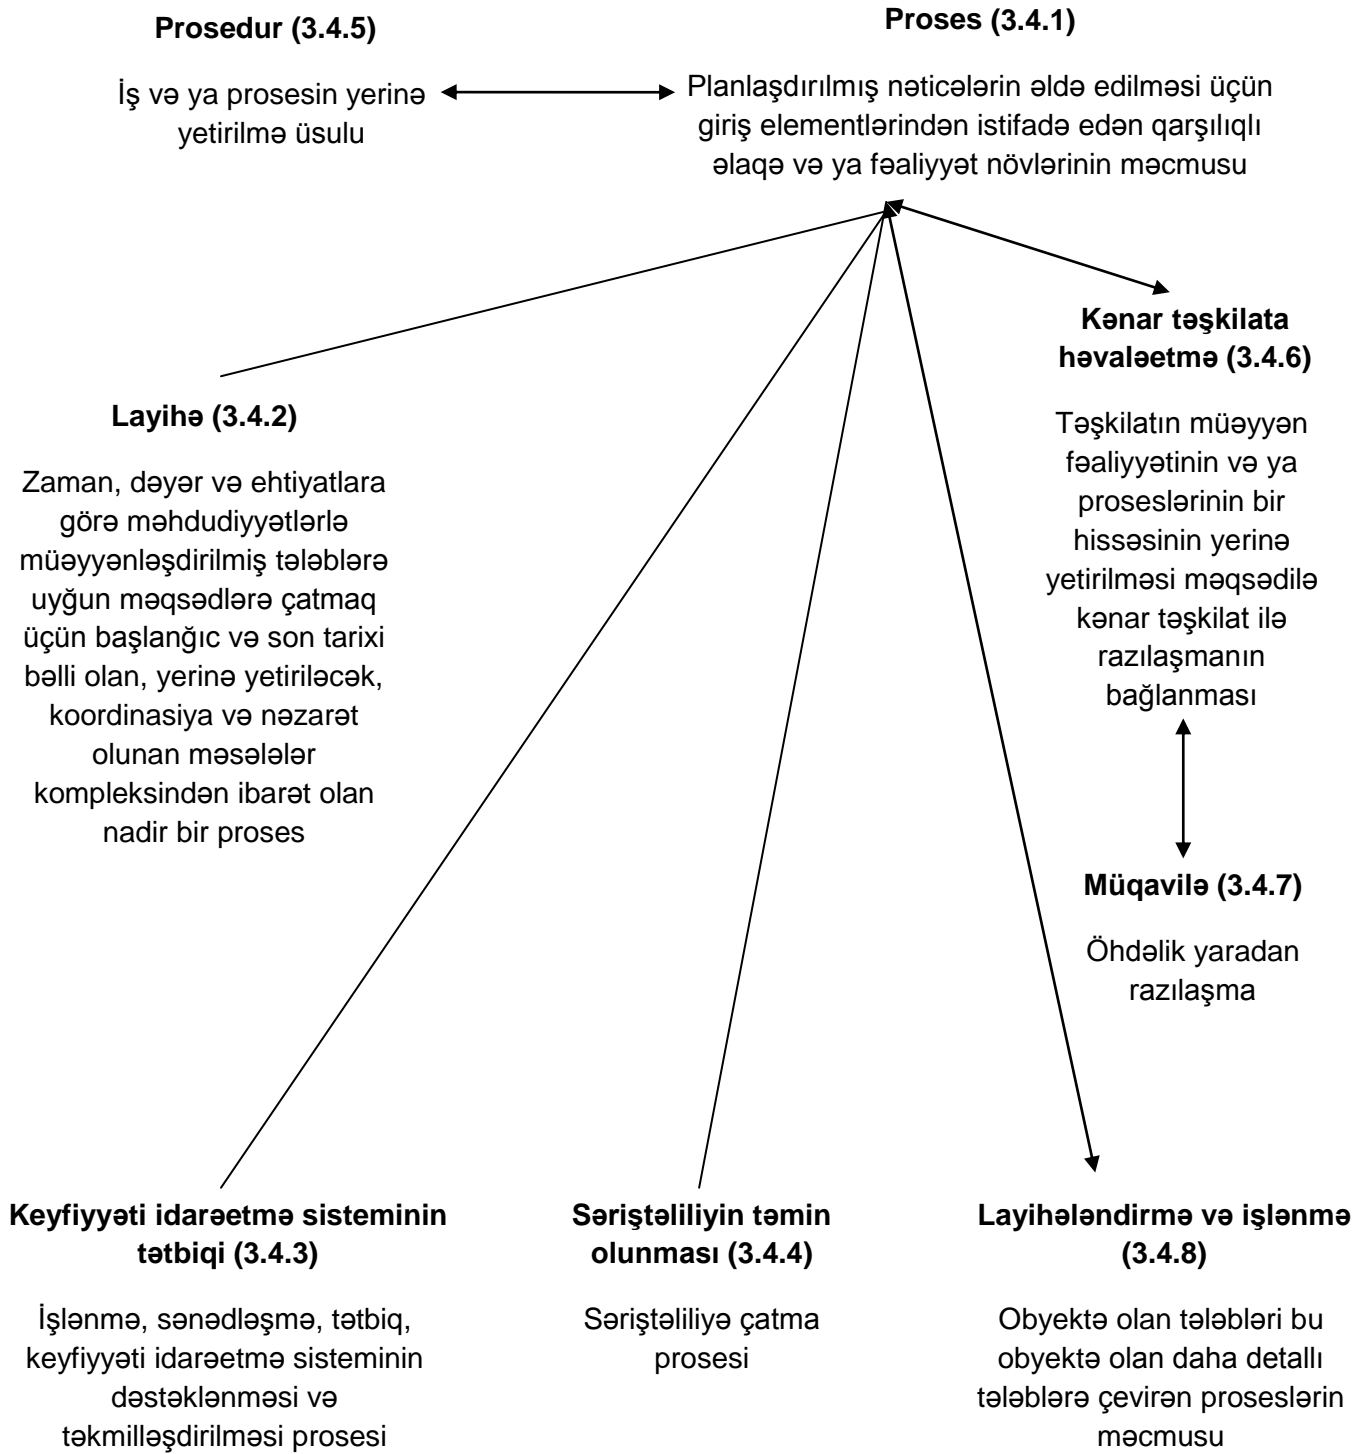 Prosedur (3.4.5)
İş və ya prosesin yerinə
yetirilmə üsulu
Proses (3.4.1)
Planlaşdırılmış nəticələrin əldə edilməsi üçün
giriş elementlərindən istifadə edən qarşılıqlı
əlaqə və ya fəaliyyət növlərinin məcmusu
Layihə (3.4.2)
Zaman, dəyər və ehtiyatlara
görə məhdudiyyətlərlə
müəyyənləşdirilmiş tələblərə
uyğun məqsədlərə çatmaq
üçün başlanğıc və son tarixi
bəlli olan, yerinə yetiriləcək,
koordinasiya və nəzarət
olunan məsələlər
kompleksindən ibarət olan
nadir bir proses
Kənar təşkilata
həvaləetmə (3.4.6)
Təşkilatın müəyyən
fəaliyyətinin və ya
proseslərinin bir
hissəsinin yerinə
yetirilməsi məqsədilə
kənar təşkilat ilə
razılaşmanın
bağlanması
Müqavilə (3.4.7)
Öhdəlik yaradan
razılaşma
Keyfiyyəti idarəetmə sisteminin
tətbiqi (3.4.3)
İşlənmə, sənədləşmə, tətbiq,
keyfiyyəti idarəetmə sisteminin
dəstəklənməsi və
təkmilləşdirilməsi prosesi
Səriştəliliyin təmin
olunması (3.4.4)
Səriştəliliyə çatma
prosesi
Layihələndirmə və işlənmə
(3.4.8)
Obyektə olan tələbləri bu
obyektə olan daha detallı
tələblərə çevirən proseslərin
məcmusu